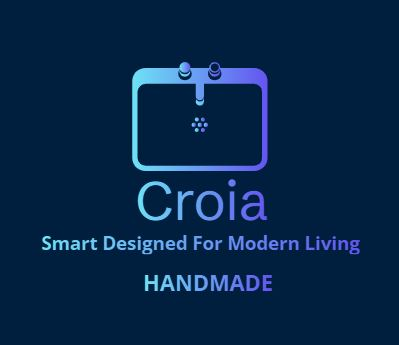 Croia
Smart Designed For Modern Living
HANDMADE